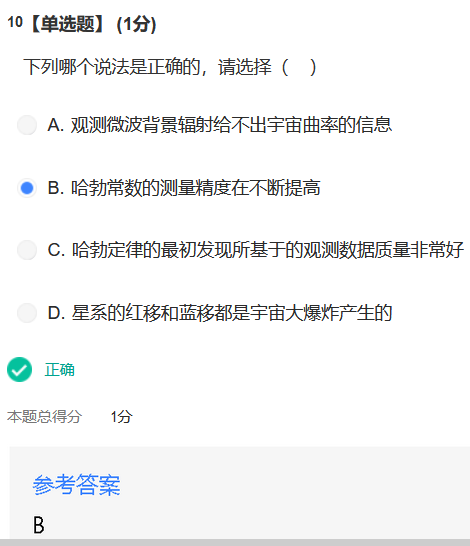 10【单选题】 (1分)
下列哪个说法是正确的，请选择（ ）
A. 观测微波背景辐射给不出宇宙曲率的信息
B. 哈勃常数的测量精度在不断提高
C. 哈勃定律的最初发现所基于的观测数据质量非常好
D. 星系的红移和蓝移都是宇宙大爆炸产生的
正确
本题总得分 1分
参考答案
B